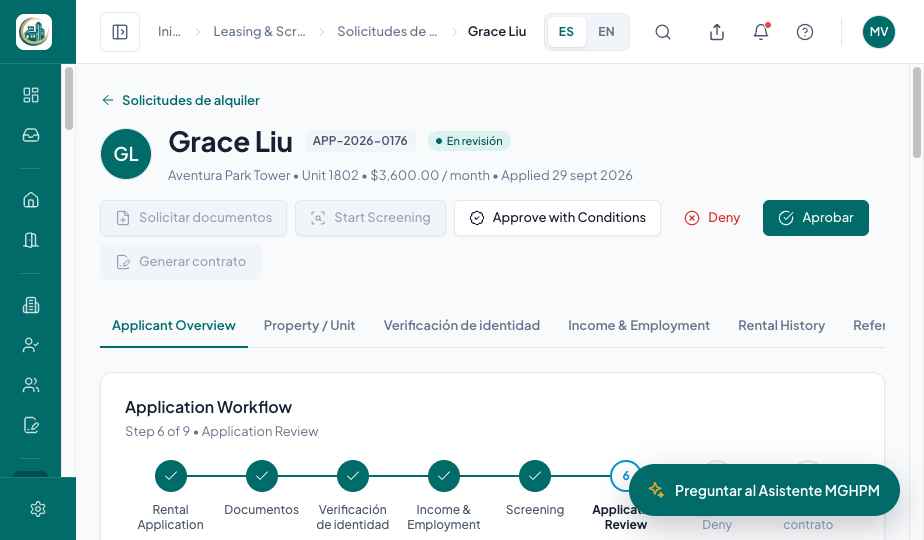 Ini... Leasing & Scr... Solicitudes de ... Grace Liu ES EN MV
Solicitudes de alquiler
GL Grace Liu APP-2026-0176 En revisión
Aventura Park Tower • Unit 1802 • $3,600.00 / month • Applied 29 sept 2026
Solicitar documentos Start Screening Approve with Conditions Deny Aprobar
Generar contrato
Applicant Overview Property / Unit Verificación de identidad Income & Employment Rental History Refer
Application Workflow
Step 6 of 9 • Application Review
6
Preguntar al Asistente MGHPM
Rental Application
Documentos
Verificación de identidad
Income & Employment
Screening
Review
Deny
contrato